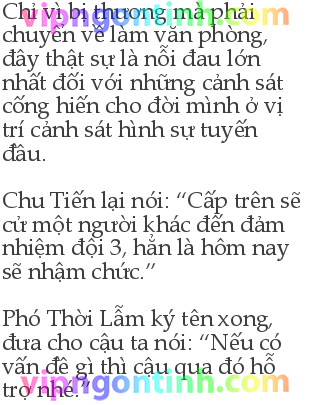 Chỉ vì bị thương mà phải
chuyển về làm văn phòng,
đây thật sự là nỗi đau lớn
nhất đối với những cảnh sát
cống hiến cho đời mình ở vị
trí cảnh sát hình sự tuyến
đầu.
Chu Tiến lại nói: “Cấp trên sẽ
cử một người khác đến đảm
nhiệm đội 3, hẳn là hôm nay
sẽ nhậm chức.”
Phó Thời Lẫm ký tên xong,
đưa cho cậu ta nói: “Nếu có
vấn đề gì thì cậu qua đó hỗ
trợ nhé.”
vipngontinh.com
vipngontinh.com